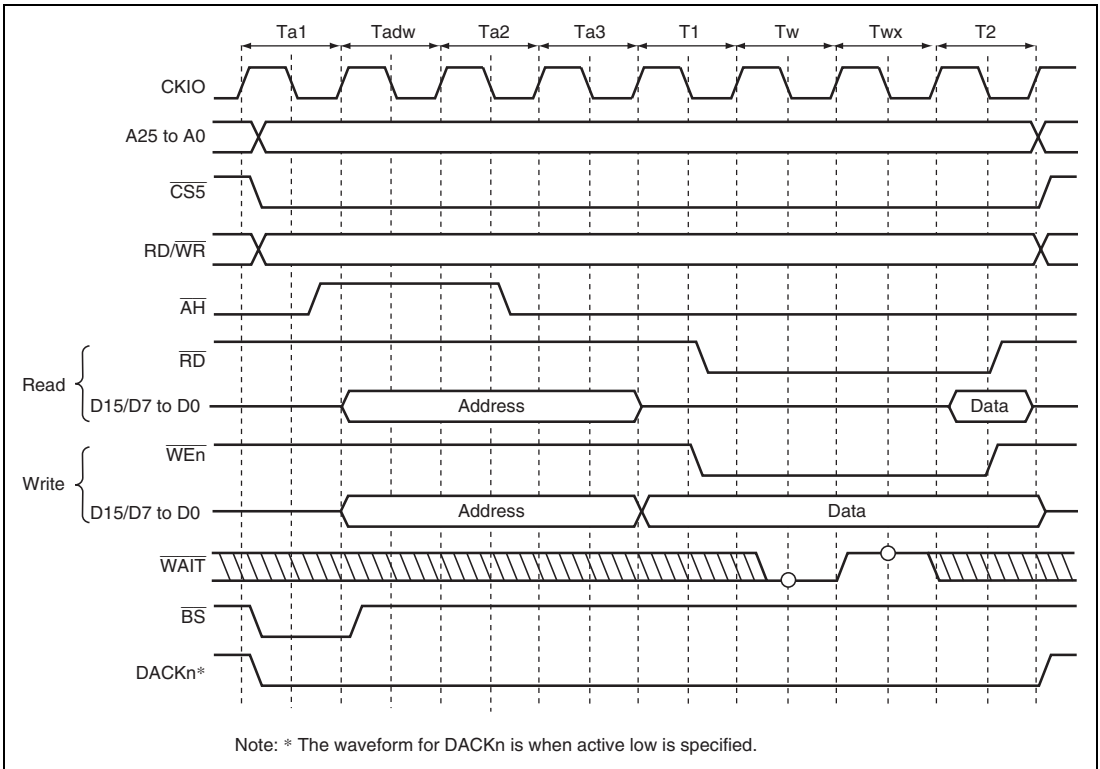 Ta1 Tadw Ta2 Ta3 T1 Tw Twx T2
CKIO
A25 to A0
CS5
RD/WR
AH
RD
Read
D15/D7 to D0 Address Data
WEn
Write
D15/D7 to D0 Address Data
WAIT
BS
DACKn*
Note: * The waveform for DACKn is when active low is specified.